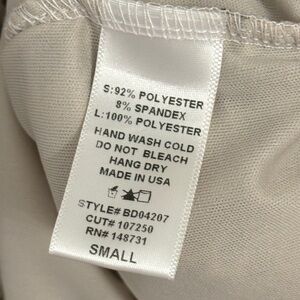 S:92% POLYESTER
8% SPANDEX
L:100% POLYESTER
HAND WASH COLD
DO NOT BLEACH
HANG DRY
MADE IN USA
STYLE# BD04207
CUT# 107250
RN# 148731
SMALL